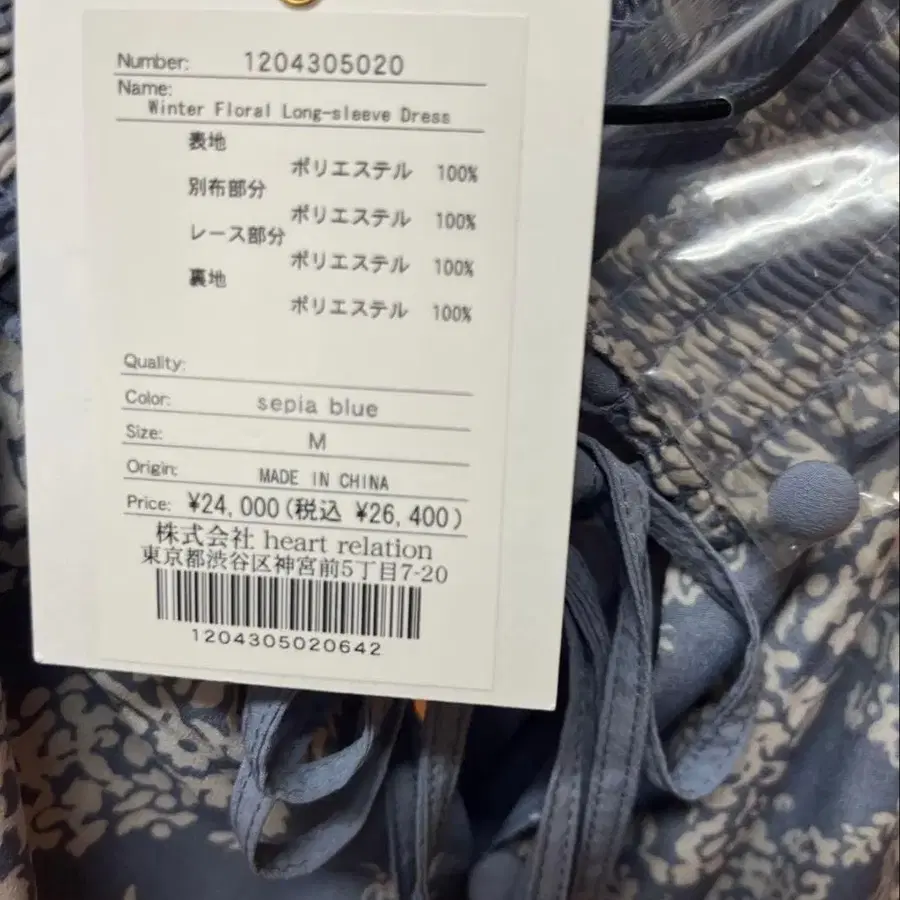 Number: 1204305020
Name:
Winter Floral Long-sleeve Dress
表地
ポリエステル 100%
別布部分
ポリエステル 100%
レース部分
ポリエステル 100%
裏地
ポリエステル 100%
Quality:
Color: sepia blue
Size: M
Origin: MADE IN CHINA
Price: ¥24,000(税込 ¥26,400)
株式会社 heart relation
東京都渋谷区神宮前5丁目7-20
1204305020642